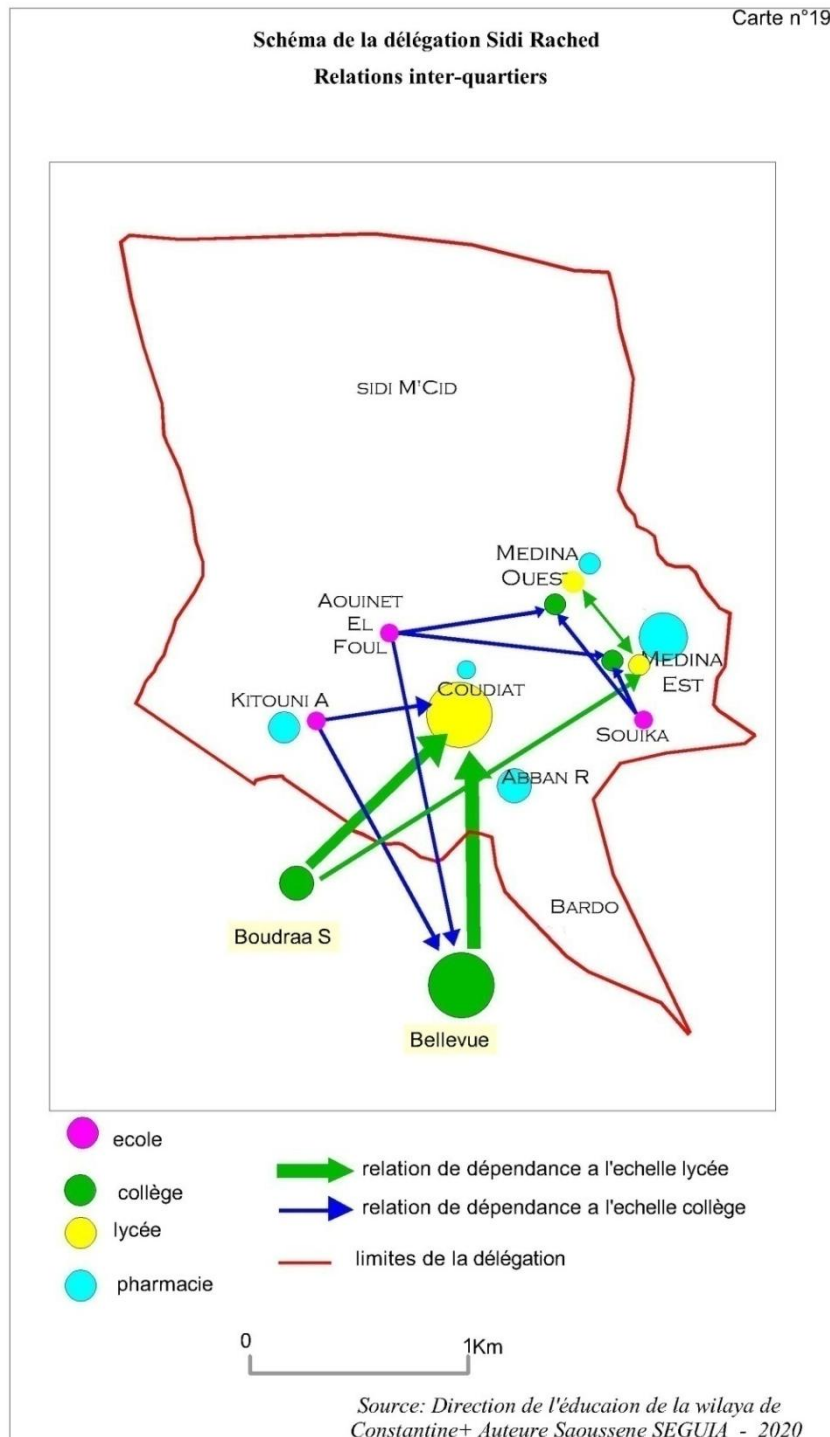 Carte n°19
Schéma de la délégation Sidi Rached
Relations inter-quartiers
SIDI M'CID
MEDINA
OUEST
AOUINET
EL
FOUL
MEDINA
EST
COUDIAT
KITOUNI A
SOUIKA
ABBAN R
BARDO
Boudraa S
Bellevue
ecole
collège
lycée
pharmacie
relation de dépendance a l'echelle lycée
relation de dépendance a l'echelle collège
limites de la délégation
0
1Km
Source: Direction de l'éducaion de la wilaya de
Constantine+ Auteure Saoussene SEGUIA - 2020